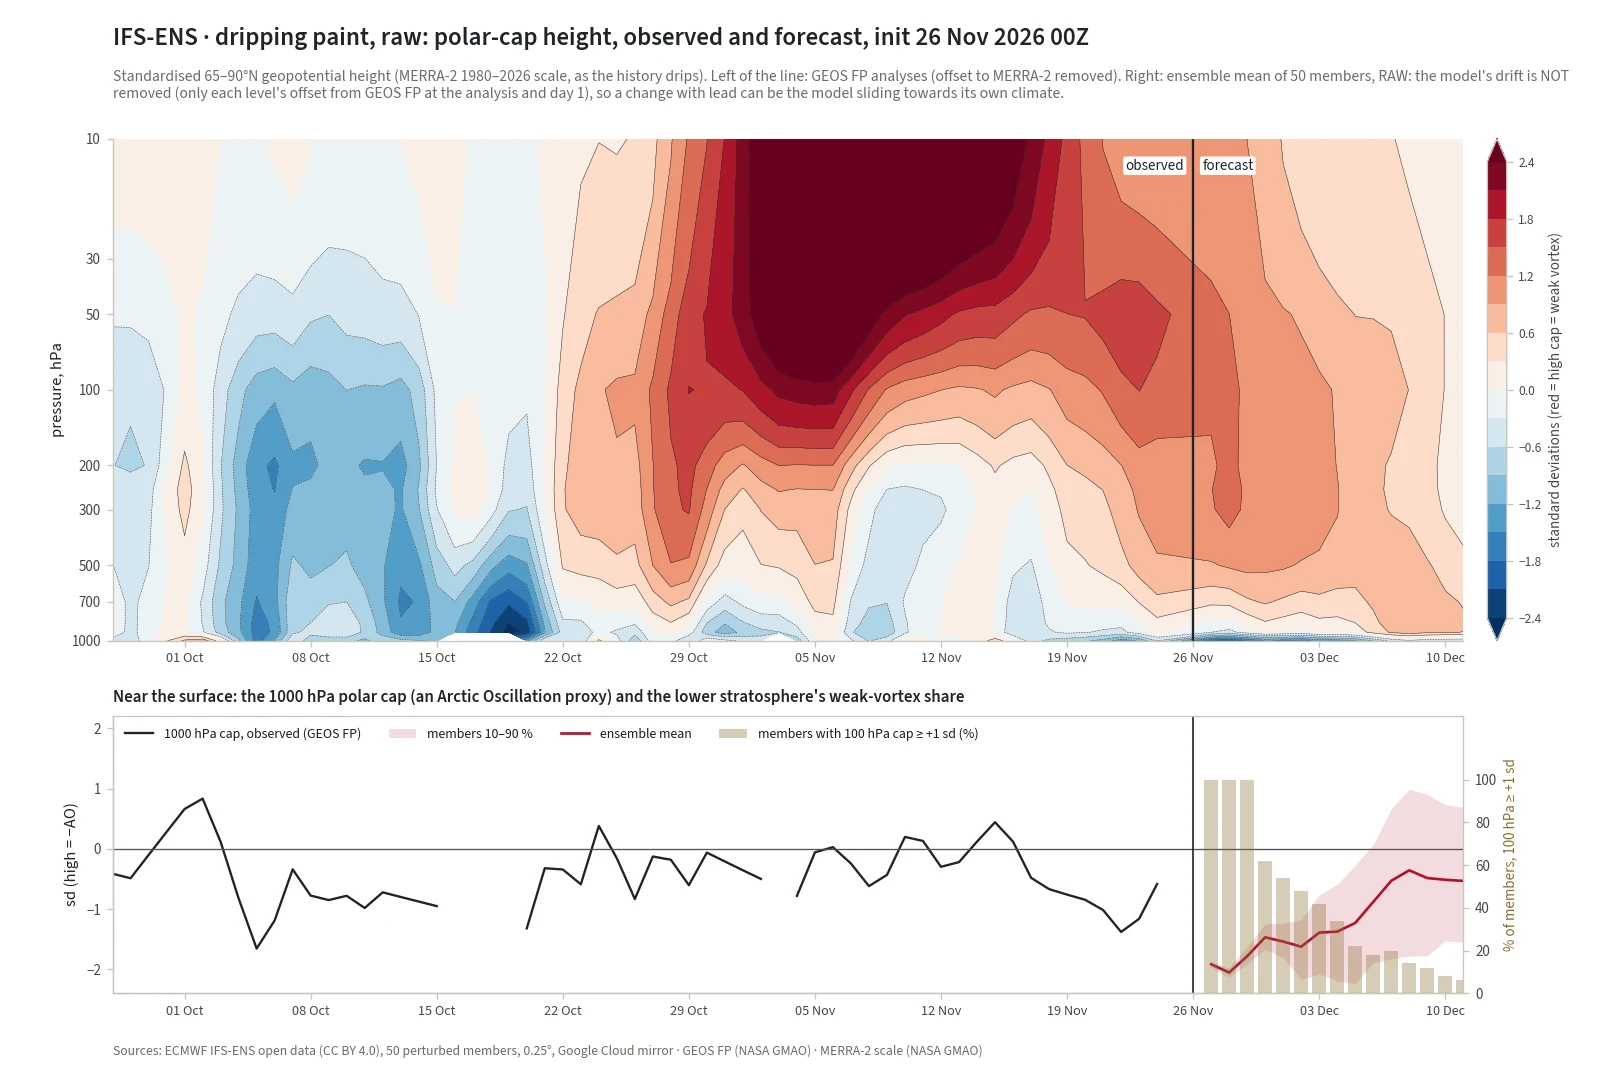 IFS-ENS · dripping paint, raw: polar-cap height, observed and forecast, init 26 Nov 2026 00Z
Standardised 65–90°N geopotential height (MERRA-2 1980–2026 scale, as the history drips). Left of the line: GEOS FP analyses (offset to MERRA-2 removed). Right: ensemble mean of 50 members, RAW: the model's drift is NOT
removed (only each level's offset from GEOS FP at the analysis and day 1), so a change with lead can be the model sliding towards its own climate.
pressure, hPa
10
30
50
100
200
300
500
700
1000
observed
forecast
01 Oct
08 Oct
15 Oct
22 Oct
29 Oct
05 Nov
12 Nov
19 Nov
26 Nov
03 Dec
10 Dec
2.4
1.8
1.2
0.6
0.0
−0.6
−1.2
−1.8
−2.4
standard deviations (red = high cap = weak vortex)
Near the surface: the 1000 hPa polar cap (an Arctic Oscillation proxy) and the lower stratosphere's weak-vortex share
1000 hPa cap, observed (GEOS FP)
members 10–90 %
ensemble mean
members with 100 hPa cap ≥ +1 sd (%)
sd (high = −AO)
2
1
0
−1
−2
100
80
60
40
20
0
% of members, 100 hPa ≥ +1 sd
01 Oct
08 Oct
15 Oct
22 Oct
29 Oct
05 Nov
12 Nov
19 Nov
26 Nov
03 Dec
10 Dec
Sources: ECMWF IFS-ENS open data (CC BY 4.0), 50 perturbed members, 0.25°, Google Cloud mirror · GEOS FP (NASA GMAO) · MERRA-2 scale (NASA GMAO)